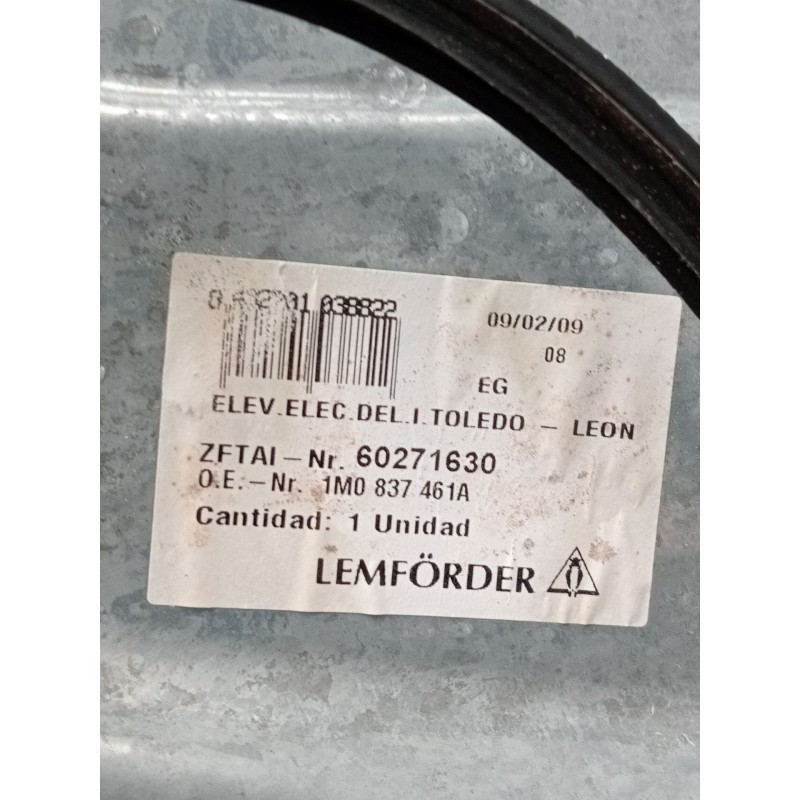 038822
09/02/09
08
EG
ELEV.ELEC.DEL.I.TOLEDO - LEON
ZFTAI-Nr. 60271630
O.E.-Nr. 1M0 837 461A
Cantidad: 1 Unidad
LEMFÖRDER